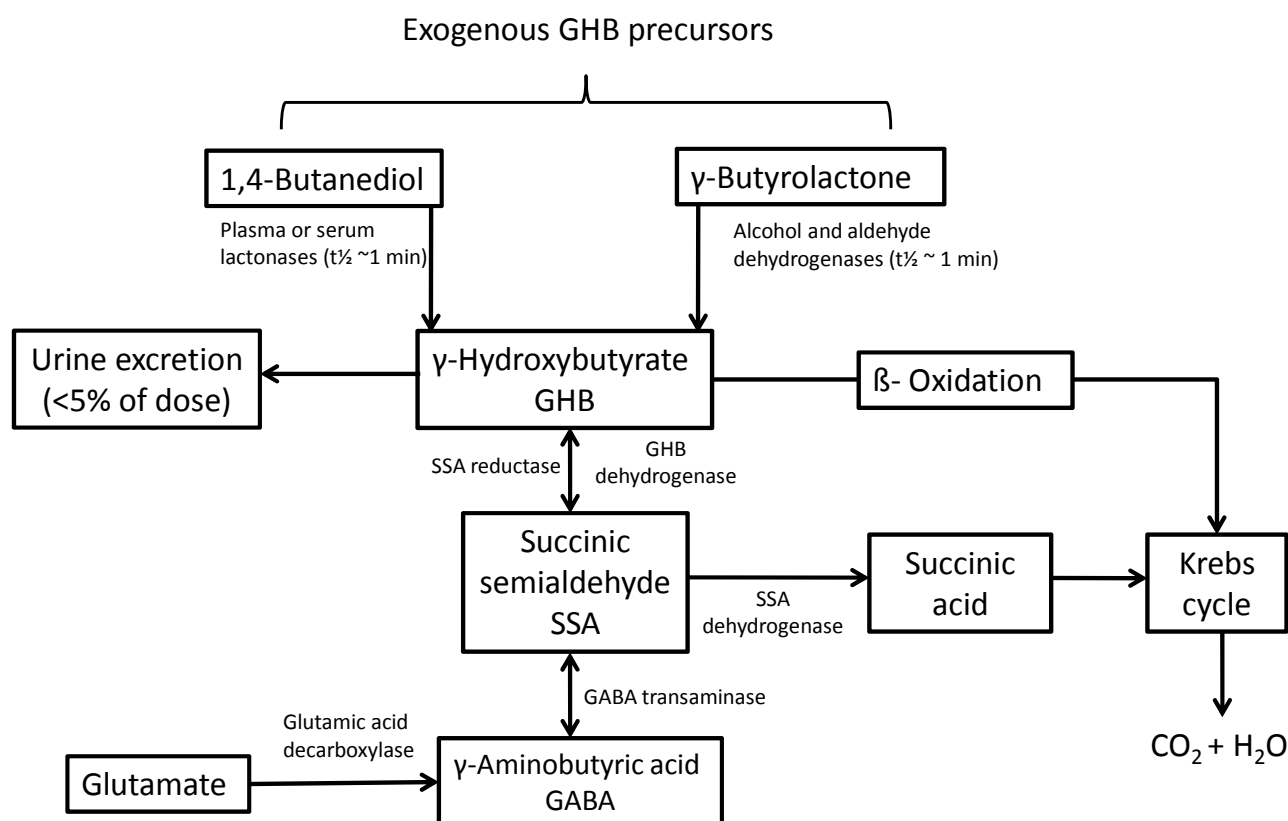 Exogenous GHB precursors
1,4-Butanediol
γ-Butyrolactone
Plasma or serum
lactonases (t½ ~1 min)
Alcohol and aldehyde
dehydrogenases (t½ ~ 1 min)
Urine excretion
(<5% of dose)
γ-Hydroxybutyrate
GHB
ß- Oxidation
SSA reductase
GHB
dehydrogenase
Succinic
semialdehyde
SSA
SSA
dehydrogenase
Succinic
acid
Krebs
cycle
GABA transaminase
Glutamic acid
decarboxylase
Glutamate
γ-Aminobutyric acid
GABA
CO₂ + H₂O